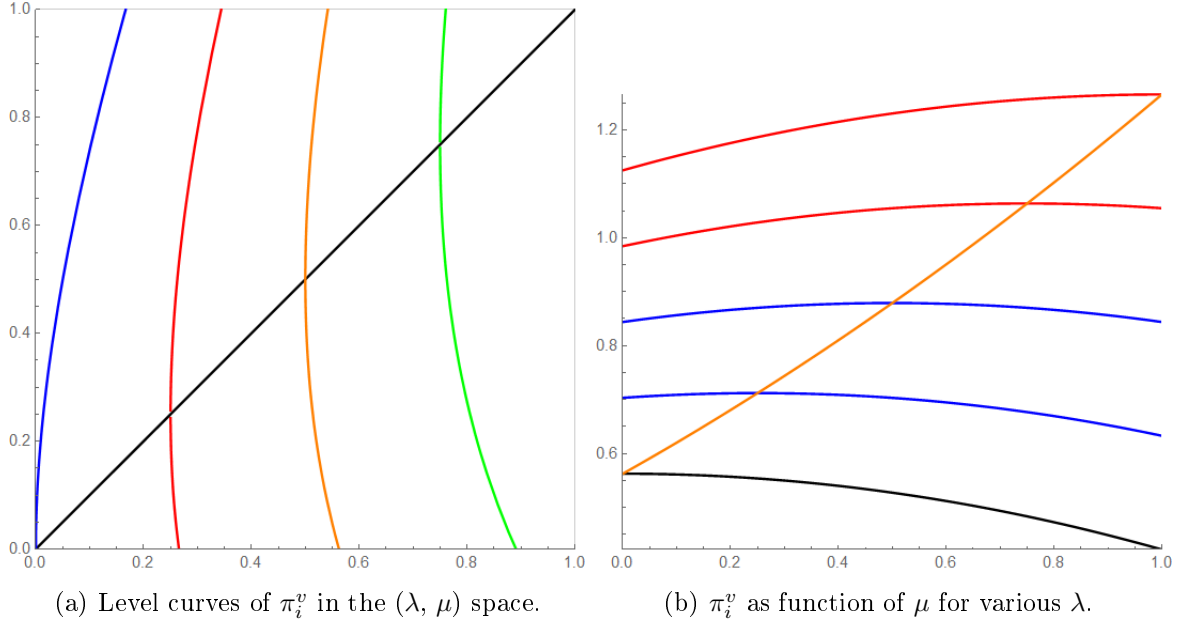 1.0
0.8
0.6
0.4
0.2
0.0
0.0 0.2 0.4 0.6 0.8 1.0
(a) Level curves of π_i^v in the (λ, μ) space.
1.2
1.0
0.8
0.6
0.0 0.2 0.4 0.6 0.8 1.0
(b) π_i^v as function of μ for various λ.